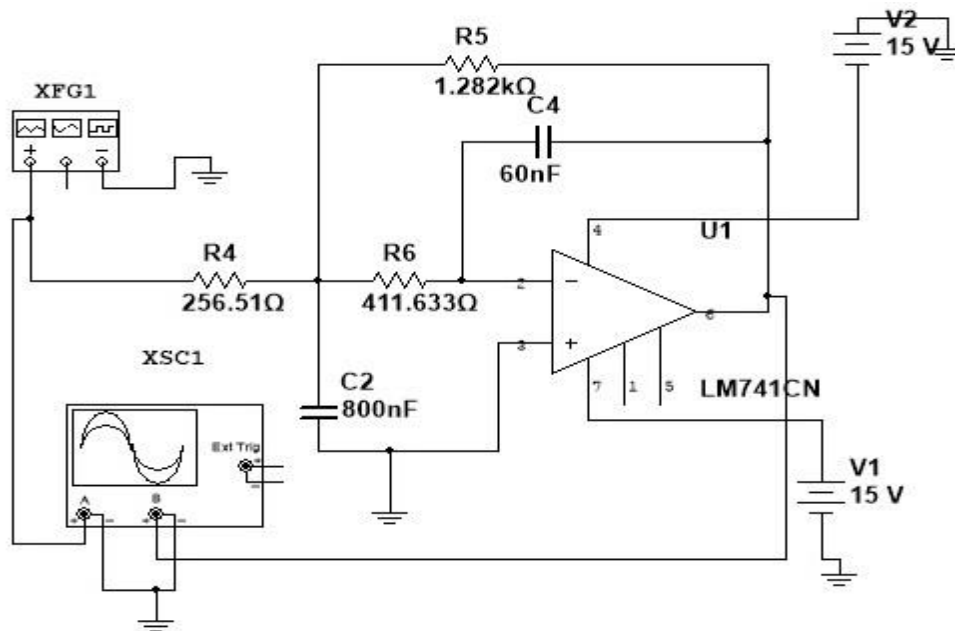 V2
15 V
R5
1.282kΩ
XFG1
C4
60nF
+
−
4
U1
R4
256.51Ω
R6
411.633Ω
2
−
6
3
+
XSC1
C2
800nF
7
1
5
LM741CN
Ext Trig
+
−
A
B
+
−
+
−
V1
15 V